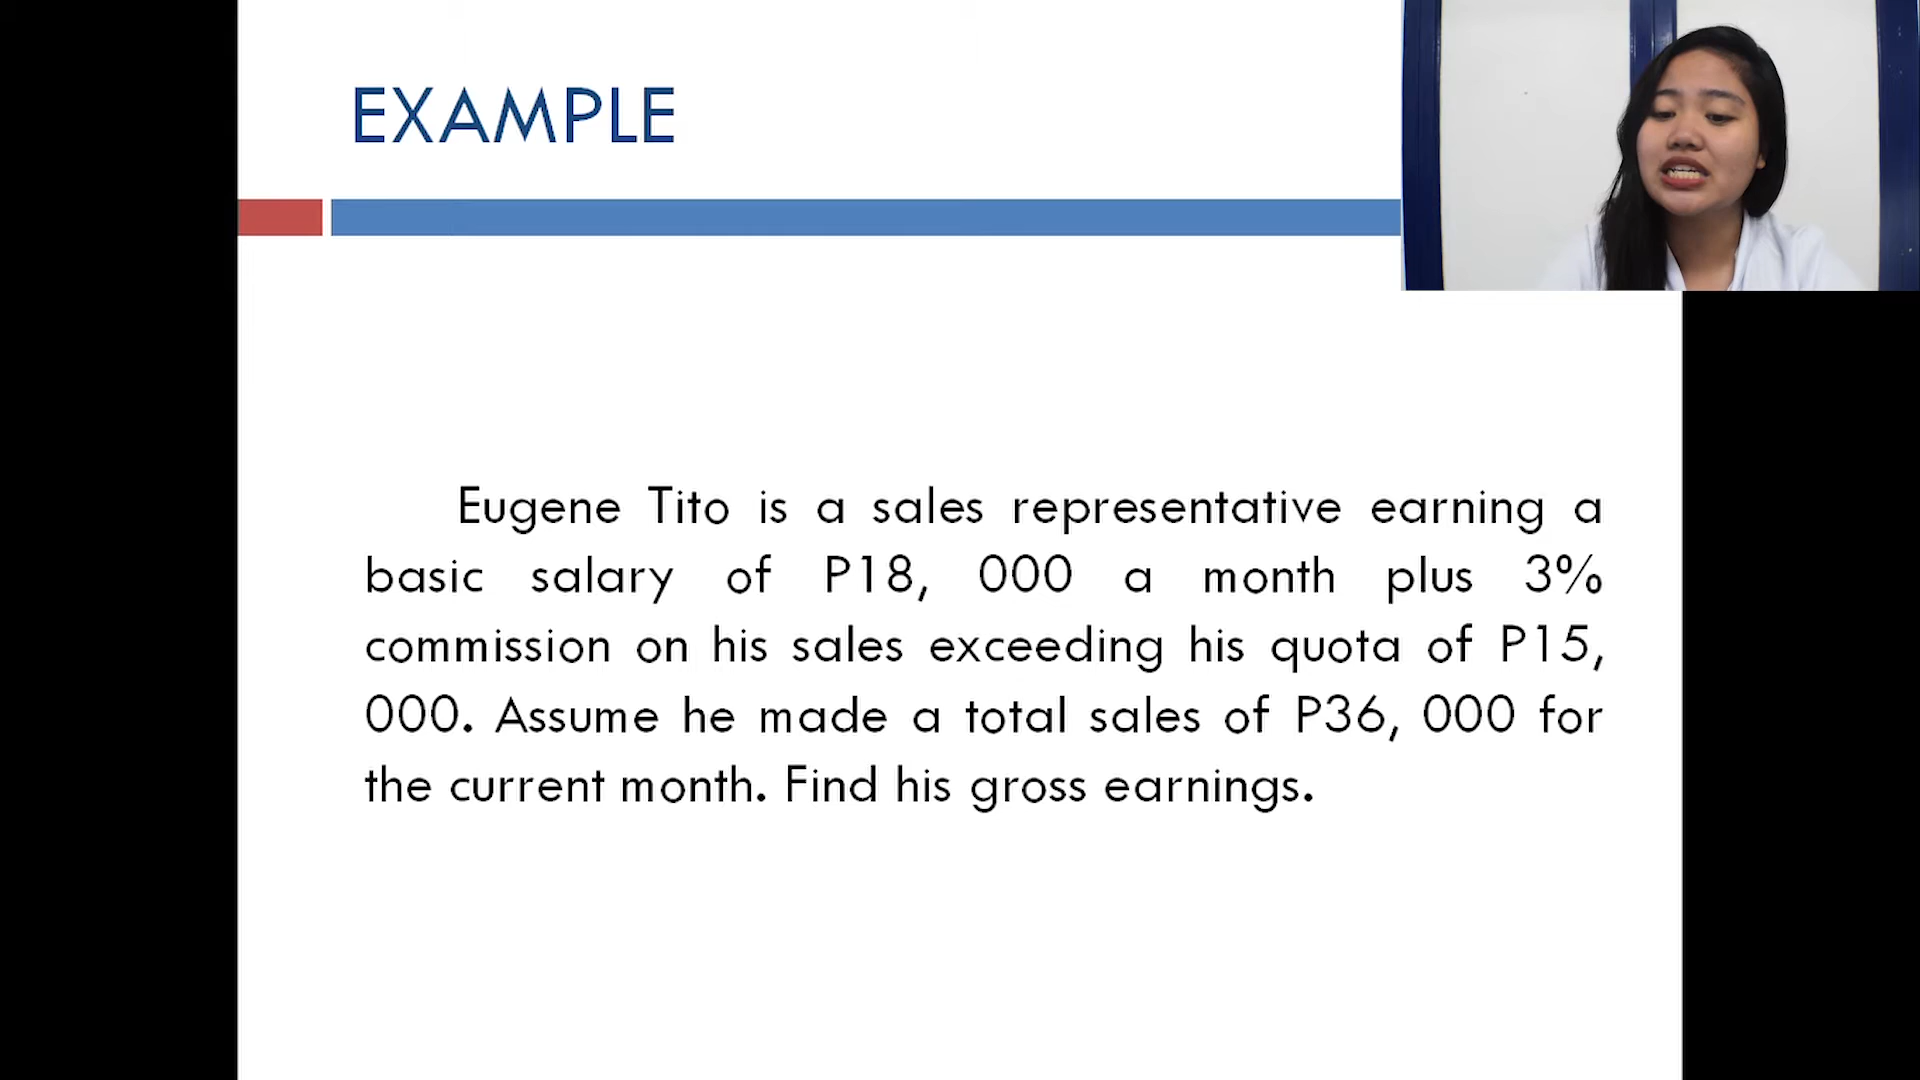 EXAMPLE
Eugene Tito is a sales representative earning a
basic salary of P18, 000 a month plus 3%
commission on his sales exceeding his quota of P15,
000. Assume he made a total sales of P36, 000 for
the current month. Find his gross earnings.